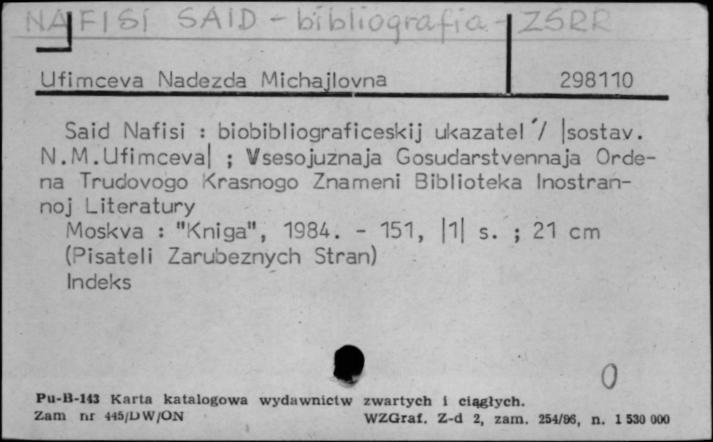 NAFISI SAID - bibliografia - ZSRR
Ufimceva Nadezda Michajlovna 298110
Said Nafisi : biobibliograficeskij ukazatel'/ |sostav.
N.M.Ufimceva| ; Vsesojuznaja Gosudarstvennaja Orde-
na Trudovogo Krasnogo Znameni Biblioteka Inostran-
noj Literatury
Moskva : "Kniga", 1984. - 151, |1| s. ; 21 cm
(Pisateli Zarubeznych Stran)
Indeks
0
Pu-B-143 Karta katalogowa wydawnictw zwartych i ciągłych.
Zam nr 445/DW/ON WZGraf. Z-d 2, zam. 254/96, n. 1 530 000